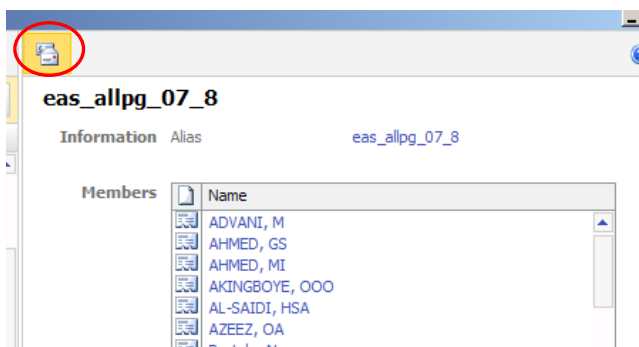 eas_allpg_07_8
Information Alias eas_allpg_07_8
Members Name
ADVANI, M
AHMED, GS
AHMED, MI
AKINGBOYE, OOO
AL-SAIDI, HSA
AZEEZ, OA